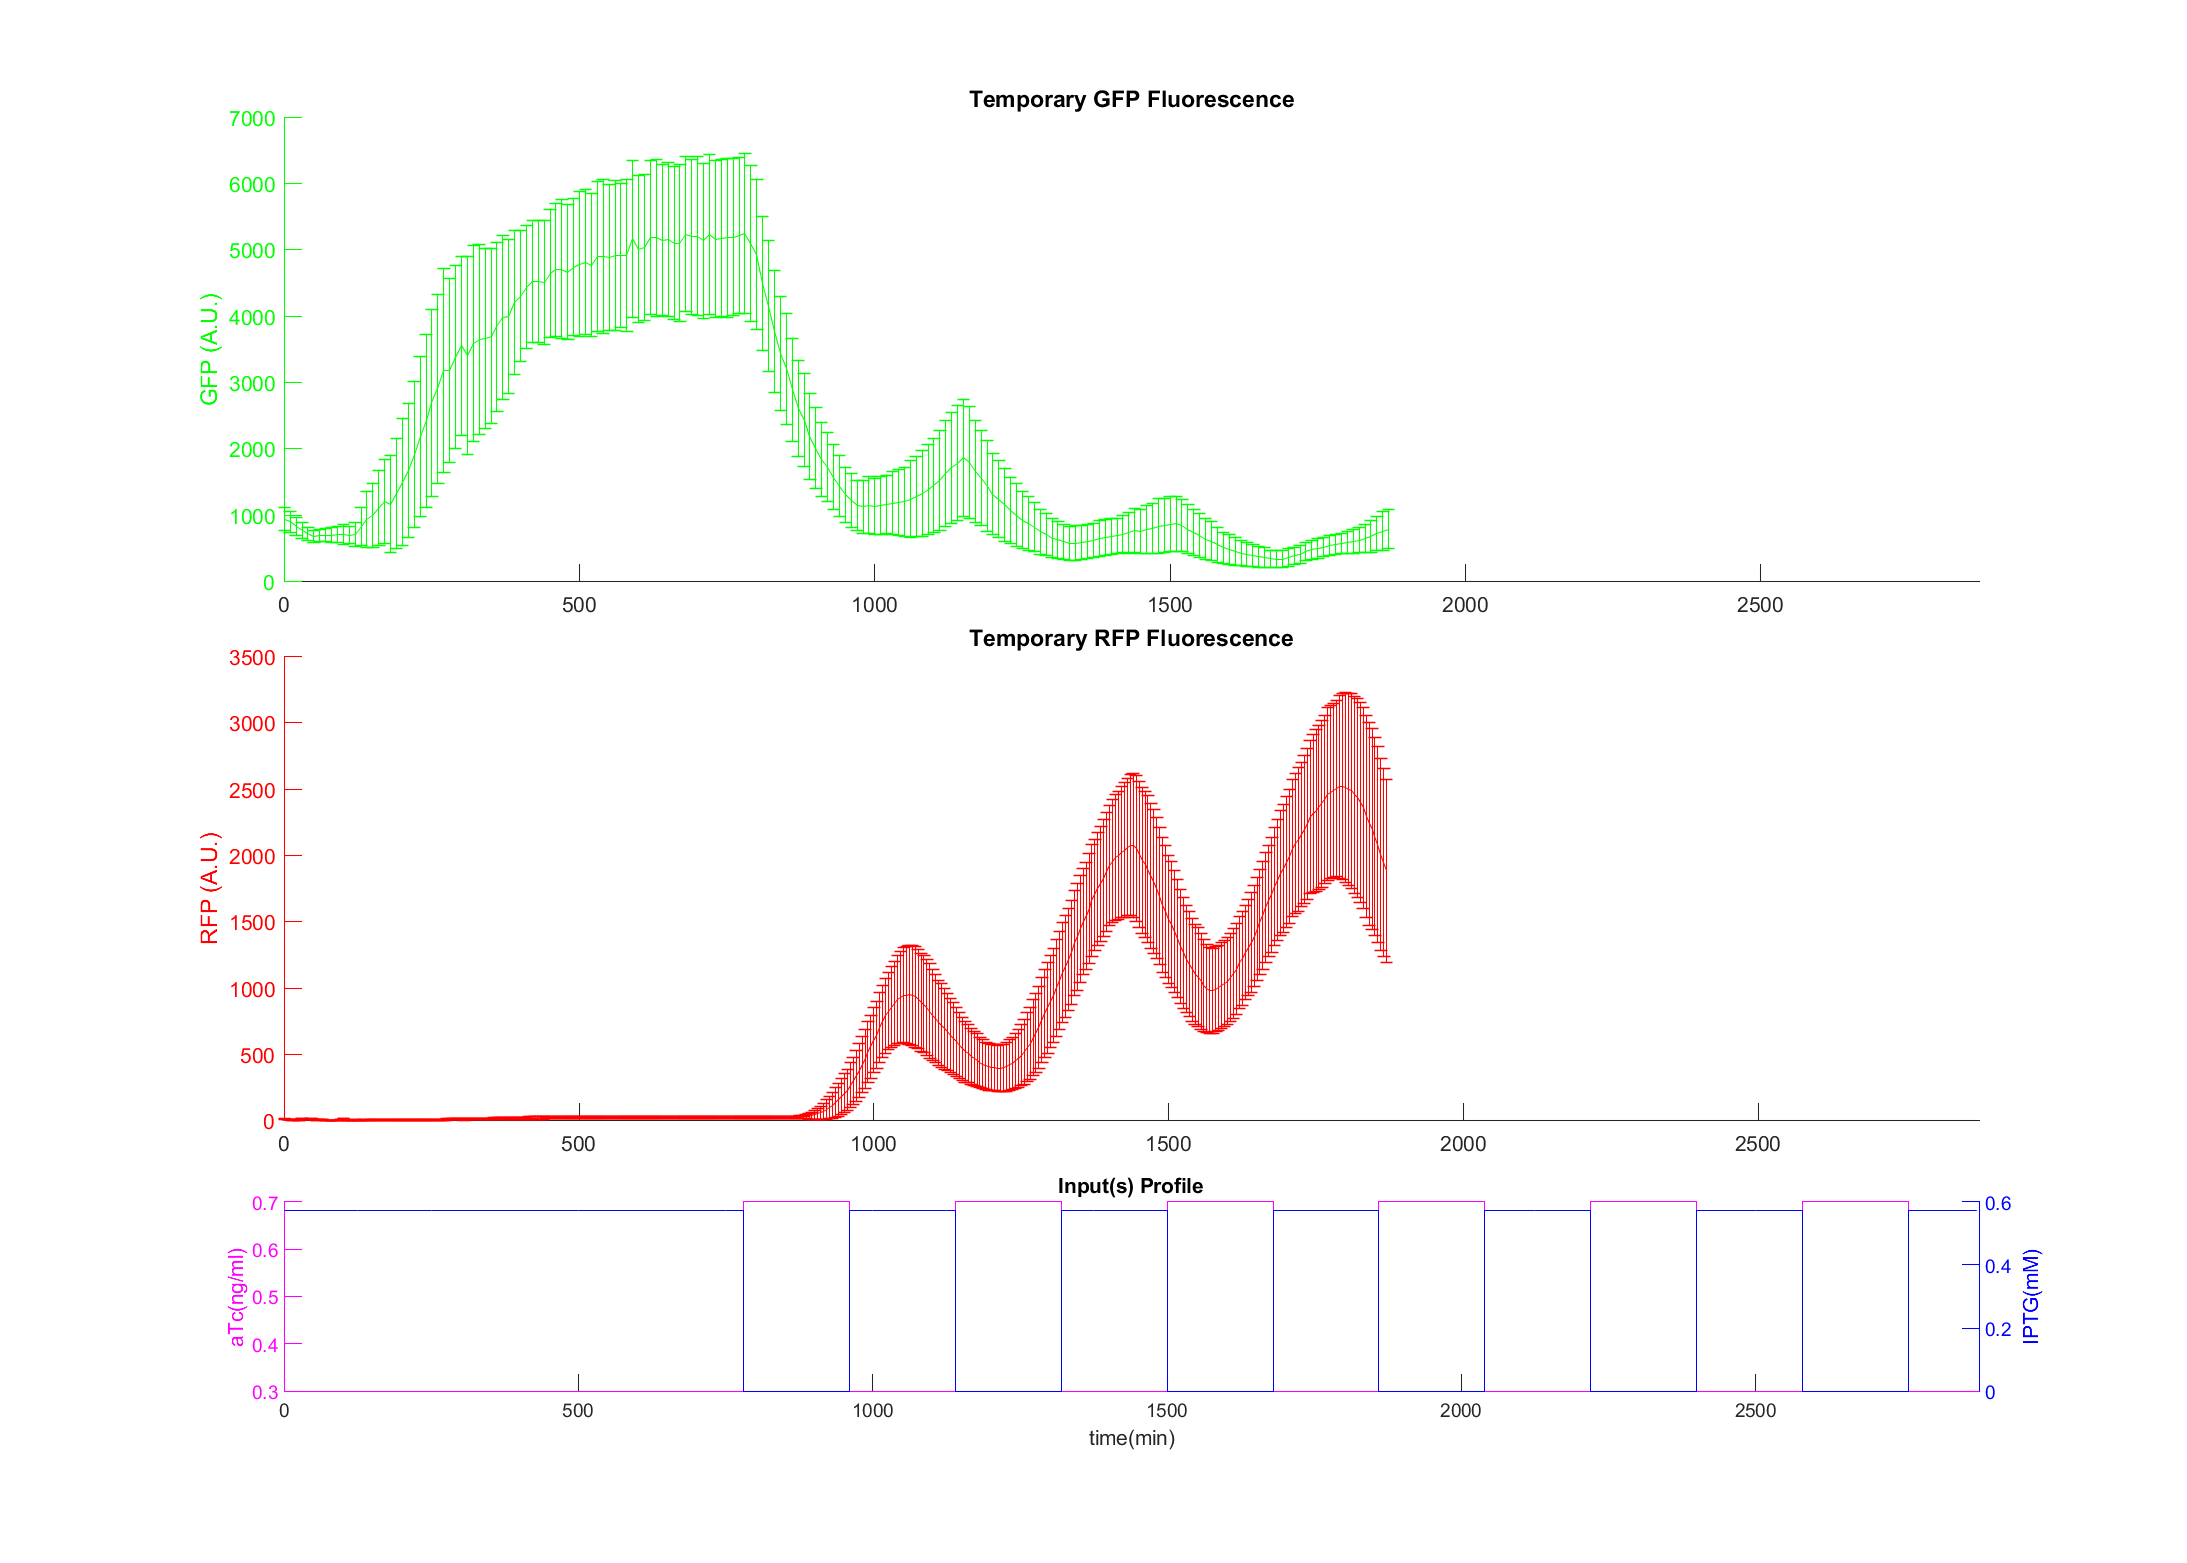 Temporary GFP Fluorescence
7000
6000
5000
4000
3000
2000
1000
0
GFP (A.U.)
0 500 1000 1500 2000 2500
Temporary RFP Fluorescence
3500
3000
2500
2000
1500
1000
500
0
RFP (A.U.)
0 500 1000 1500 2000 2500
Input(s) Profile
0.7
0.6
0.5
0.4
0.3
aTc(ng/ml)
0.6
0.4
0.2
0
IPTG(mM)
0 500 1000 1500 2000 2500
time(min)